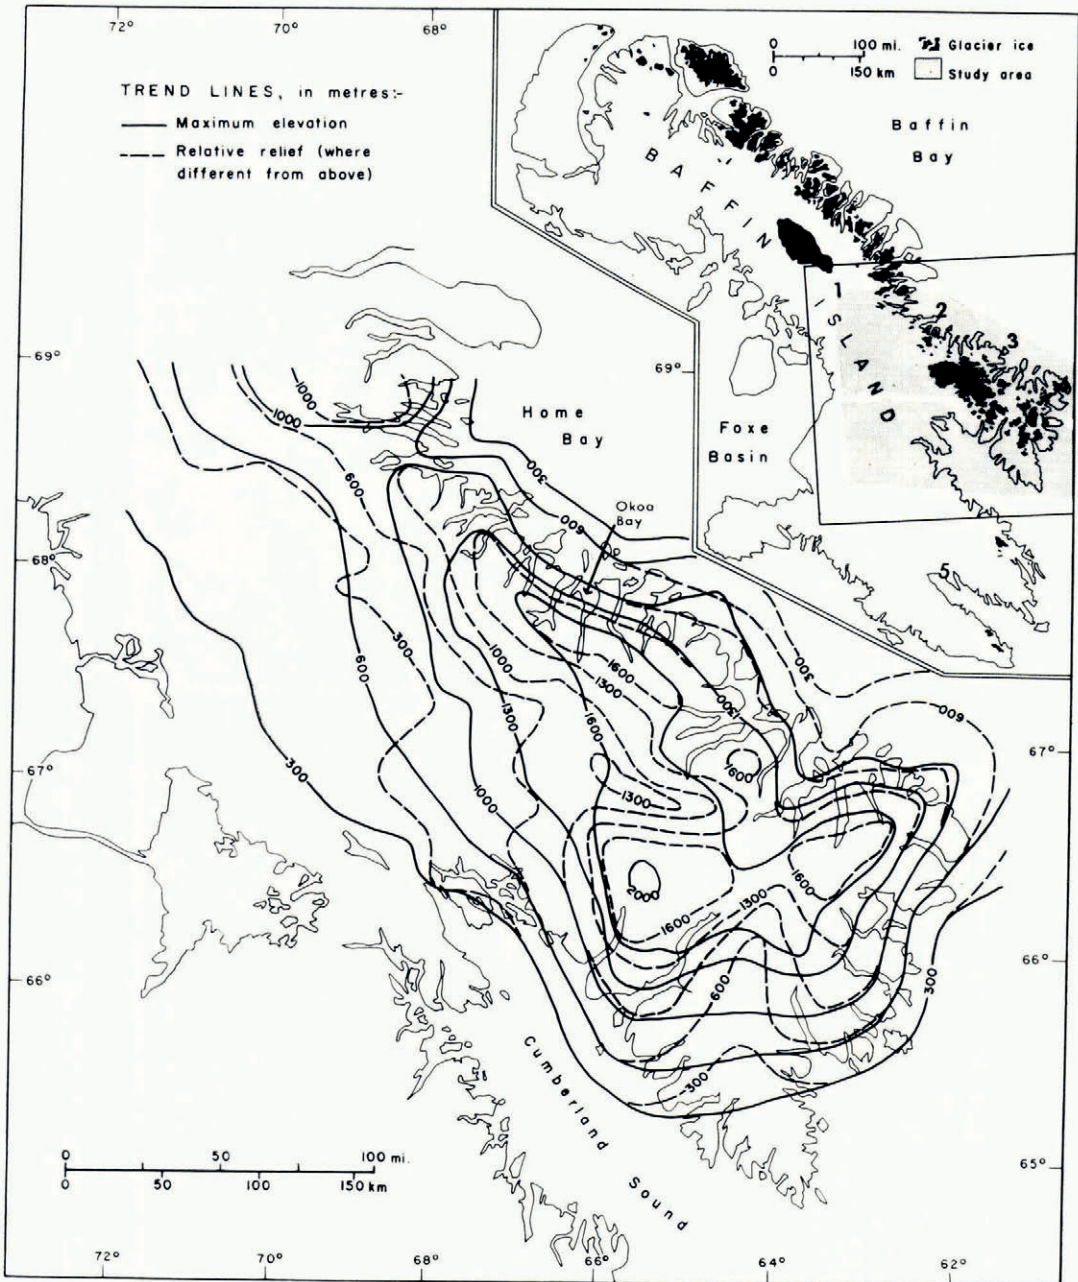 72° 70° 68°
TREND LINES, in metres:-
Maximum elevation
Relative relief (where
different from above)
0 100 mi.
0 150 km
Glacier ice
Study area
Baffin
Bay
BAFFIN
ISLAND
1
2
3
5
Foxe
Basin
69°
69°
Home
Bay
Okoa
Bay
1000
1000
600
300
600
68°
300
600
1000
1300
1600
1300
1600
1300
300
600
67°
67°
300
1000
1300
1600
2000
1600
1300
1600
600
300
300
66°
66°
Cumberland Sound
65°
0 50 100 mi.
0 50 100 150 km
72° 70° 68° 66° 64° 62°